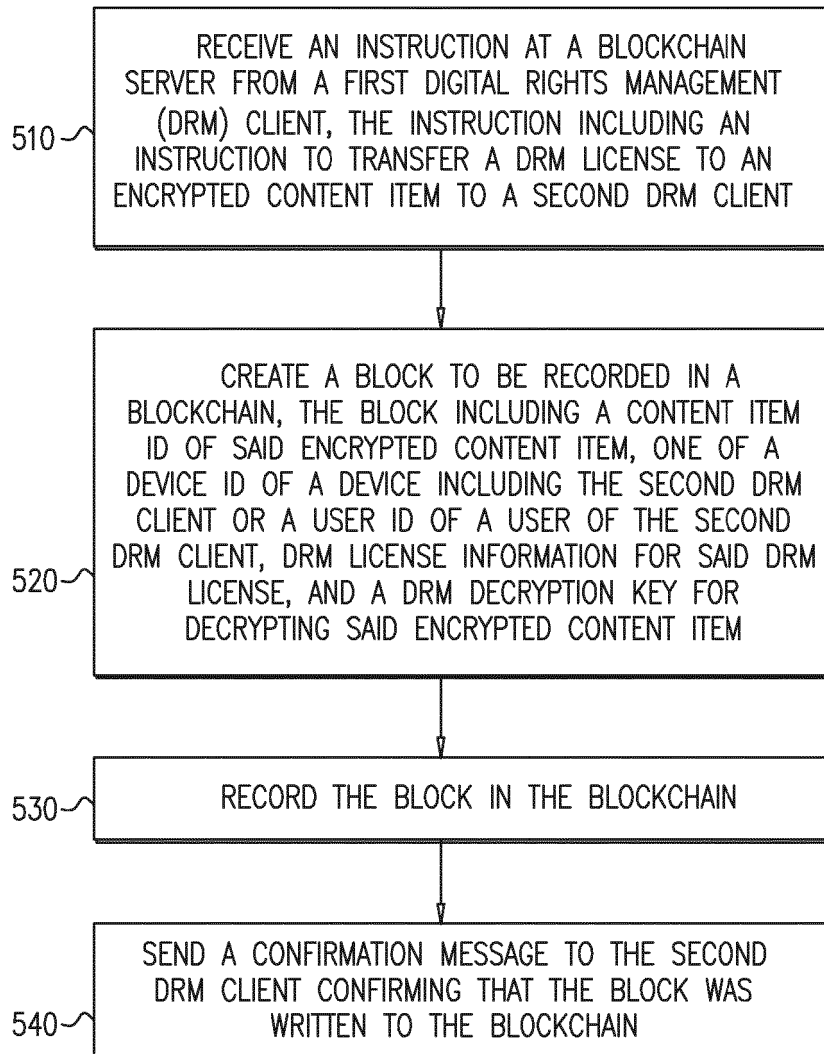 RECEIVE AN INSTRUCTION AT A BLOCKCHAIN
SERVER FROM A FIRST DIGITAL RIGHTS MANAGEMENT
(DRM) CLIENT, THE INSTRUCTION INCLUDING AN
510
INSTRUCTION TO TRANSFER A DRM LICENSE TO AN
ENCRYPTED CONTENT ITEM TO A SECOND DRM CLIENT
CREATE A BLOCK TO BE RECORDED IN A
BLOCKCHAIN, THE BLOCK INCLUDING A CONTENT ITEM
ID OF SAID ENCRYPTED CONTENT ITEM, ONE OF A
DEVICE ID OF A DEVICE INCLUDING THE SECOND DRM
CLIENT OR A USER ID OF A USER OF THE SECOND
DRM CLIENT, DRM LICENSE INFORMATION FOR SAID DRM
520
LICENSE, AND A DRM DECRYPTION KEY FOR
DECRYPTING SAID ENCRYPTED CONTENT ITEM
530
RECORD THE BLOCK IN THE BLOCKCHAIN
SEND A CONFIRMATION MESSAGE TO THE SECOND
DRM CLIENT CONFIRMING THAT THE BLOCK WAS
540
WRITTEN TO THE BLOCKCHAIN